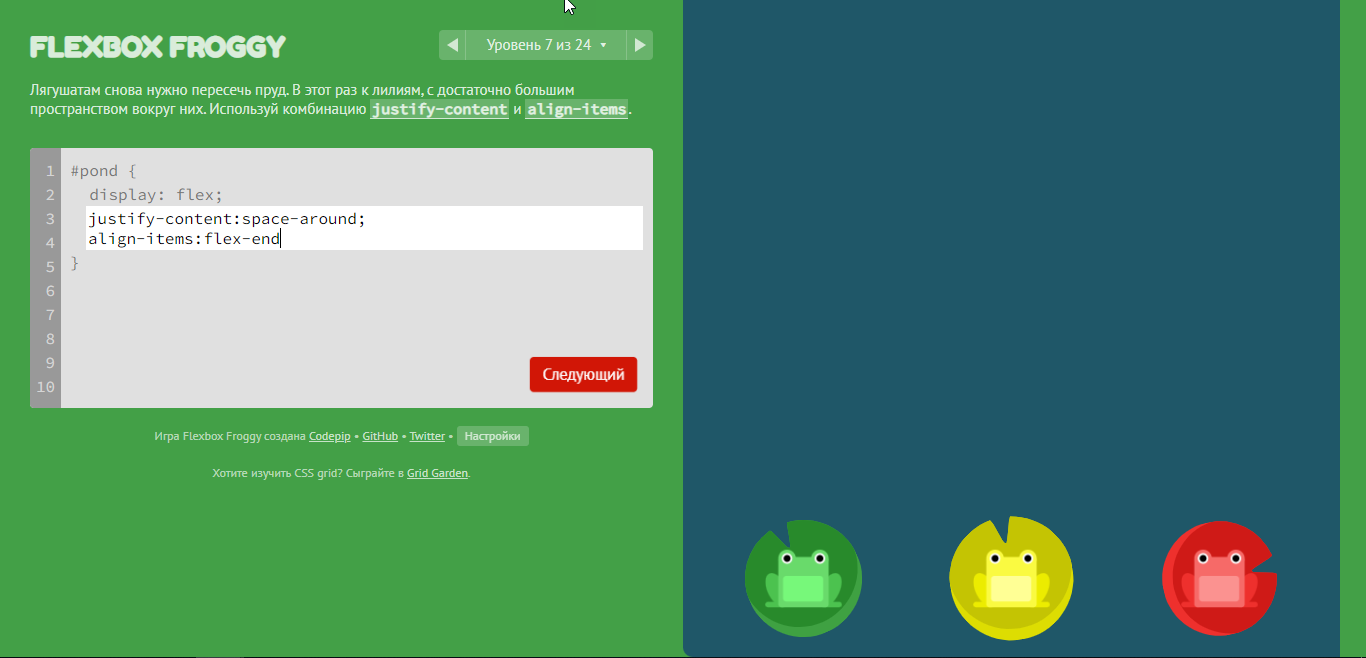 FLEXBOX FROGGY
Уровень 7 из 24
Лягушатам снова нужно пересечь пруд. В этот раз к лилиям, с достаточно большим
пространством вокруг них. Используй комбинацию justify-content и align-items.
1 #pond {
2 display: flex;
3 justify-content:space-around;
4 align-items:flex-end
5 }
6
7
8
9
10
Следующий
Игра Flexbox Froggy создана Codepip • GitHub • Twitter • Настройки
Хотите изучить CSS grid? Сыграйте в Grid Garden.